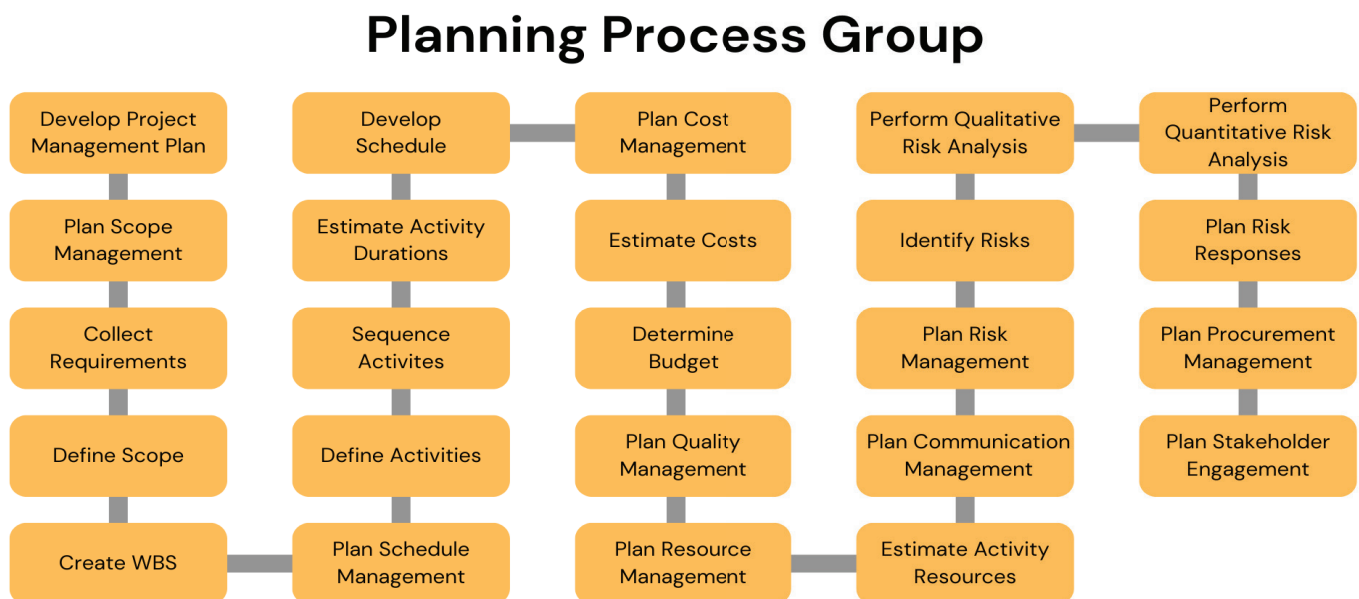 Planning Process Group
Develop Project
Management Plan
Plan Scope
Management
Collect
Requirements
Define Scope
Create WBS
Plan Schedule
Management
Define Activities
Sequence
Activites
Estimate Activity
Durations
Develop
Schedule
Plan Cost
Management
Estimate Costs
Determine
Budget
Plan Quality
Management
Plan Resource
Management
Estimate Activity
Resources
Plan Communication
Management
Plan Risk
Management
Identify Risks
Perform Qualitative
Risk Analysis
Perform
Quantitative Risk
Analysis
Plan Risk
Responses
Plan Procurement
Management
Plan Stakeholder
Engagement